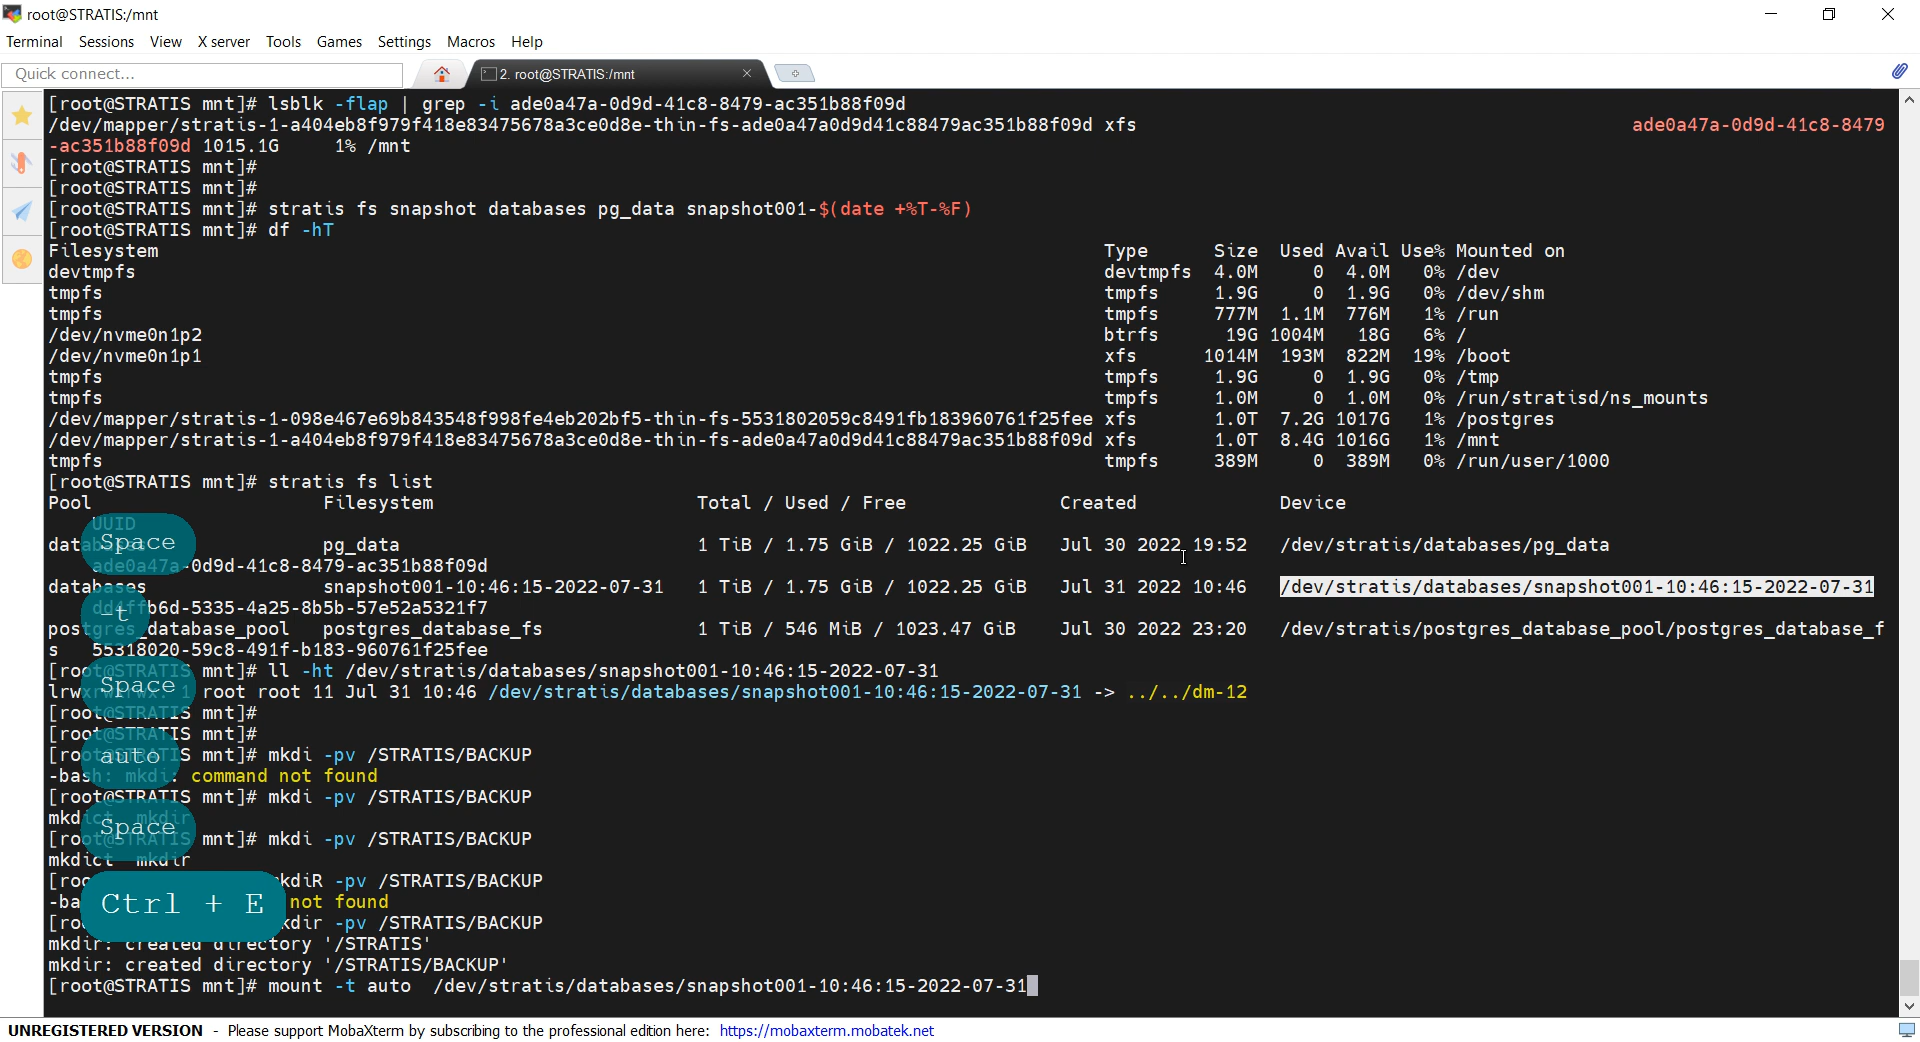 root@STRATIS:/mnt
Terminal Sessions View X server Tools Games Settings Macros Help
Quick connect...
2. root@STRATIS:/mnt
[root@STRATIS mnt]# lsblk -flap | grep -i ade0a47a-0d9d-41c8-8479-ac351b88f09d
/dev/mapper/stratis-1-a404eb8f979f418e83475678a3ce0d8e-thin-fs-ade0a47a0d9d41c88479ac351b88f09d xfs ade0a47a-0d9d-41c8-8479
-ac351b88f09d 1015.1G 1% /mnt
[root@STRATIS mnt]#
[root@STRATIS mnt]#
[root@STRATIS mnt]# stratis fs snapshot databases pg_data snapshot001-$(date +%T-%F)
[root@STRATIS mnt]# df -hT
Filesystem Type Size Used Avail Use% Mounted on
devtmpfs devtmpfs 4.0M 0 4.0M 0% /dev
tmpfs tmpfs 1.9G 0 1.9G 0% /dev/shm
tmpfs tmpfs 777M 1.1M 776M 1% /run
/dev/nvme0n1p2 btrfs 19G 1004M 18G 6% /
/dev/nvme0n1p1 xfs 1014M 193M 822M 19% /boot
tmpfs tmpfs 1.9G 0 1.9G 0% /tmp
tmpfs tmpfs 1.0M 0 1.0M 0% /run/stratisd/ns_mounts
/dev/mapper/stratis-1-098e467e69b843548f998fe4eb202bf5-thin-fs-5531802059c8491fb183960761f25fee xfs 1.0T 7.2G 1017G 1% /postgres
/dev/mapper/stratis-1-a404eb8f979f418e83475678a3ce0d8e-thin-fs-ade0a47a0d9d41c88479ac351b88f09d xfs 1.0T 8.4G 1016G 1% /mnt
tmpfs tmpfs 389M 0 389M 0% /run/user/1000
[root@STRATIS mnt]# stratis fs list
Pool Filesystem Total / Used / Free Created Device
UUID
databases pg_data 1 TiB / 1.75 GiB / 1022.25 GiB Jul 30 2022 19:52 /dev/stratis/databases/pg_data
Space
ade0a47a-0d9d-41c8-8479-ac351b88f09d
databases snapshot001-10:46:15-2022-07-31 1 TiB / 1.75 GiB / 1022.25 GiB Jul 31 2022 10:46 /dev/stratis/databases/snapshot001-10:46:15-2022-07-31
dd4ffb6d-5335-4a25-8b5b-57e52a5321f7
-t
postgres_database_pool postgres_database_fs 1 TiB / 546 MiB / 1023.47 GiB Jul 30 2022 23:20 /dev/stratis/postgres_database_pool/postgres_database_f
s 55318020-59c8-491f-b183-960761f25fee
[root@STRATIS mnt]# ll -ht /dev/stratis/databases/snapshot001-10:46:15-2022-07-31
Space
lrwxrwxrwx. 1 root root 11 Jul 31 10:46 /dev/stratis/databases/snapshot001-10:46:15-2022-07-31 -> ../../dm-12
[root@STRATIS mnt]#
[root@STRATIS mnt]#
[root@STRATIS mnt]# mkdi -pv /STRATIS/BACKUP
auto
-bash: mkdi: command not found
[root@STRATIS mnt]# mkdi -pv /STRATIS/BACKUP
mkdict mkdir
Space
[root@STRATIS mnt]# mkdi -pv /STRATIS/BACKUP
mkdict mkdir
[roo kdiR -pv /STRATIS/BACKUP
Ctrl + E
-ba not found
[roo kdir -pv /STRATIS/BACKUP
mkdir: created directory '/STRATIS'
mkdir: created directory '/STRATIS/BACKUP'
[root@STRATIS mnt]# mount -t auto /dev/stratis/databases/snapshot001-10:46:15-2022-07-31
UNREGISTERED VERSION - Please support MobaXterm by subscribing to the professional edition here: https://mobaxterm.mobatek.net